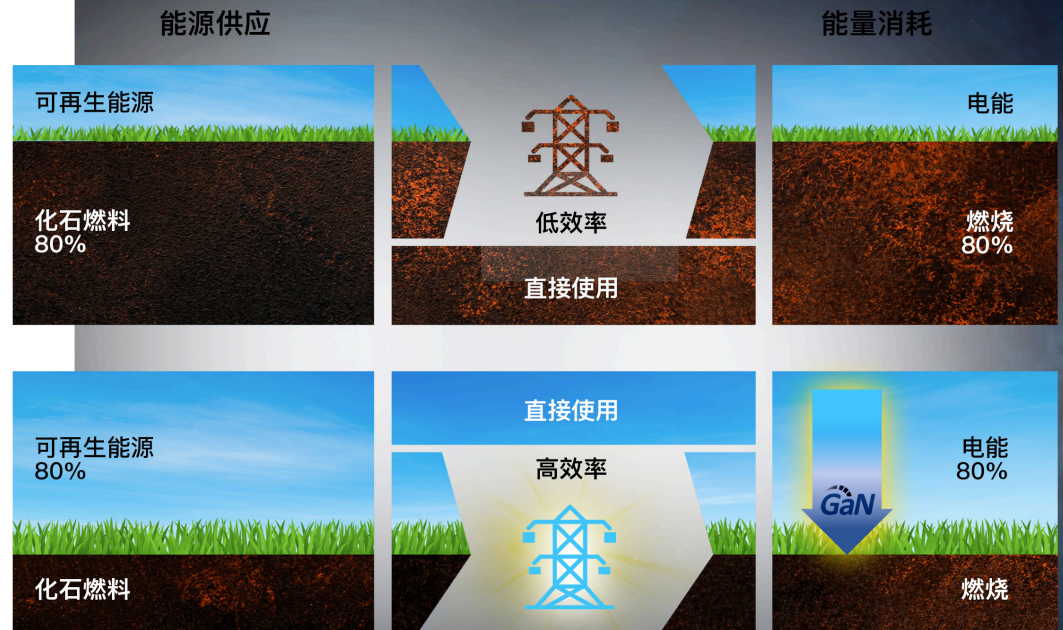 能源供应
能量消耗
可再生能源
电能
化石燃料
80%
低效率
燃烧
80%
直接使用
直接使用
可再生能源
80%
高效率
电能
80%
GaN
化石燃料
燃烧